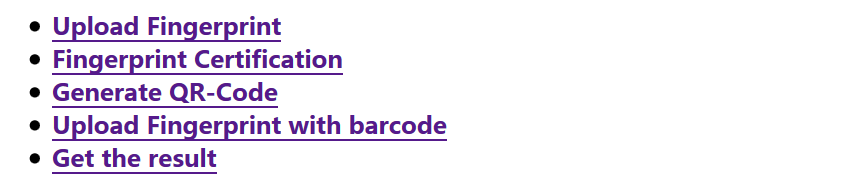 Upload Fingerprint
Fingerprint Certification
Generate QR-Code
Upload Fingerprint with barcode
Get the result